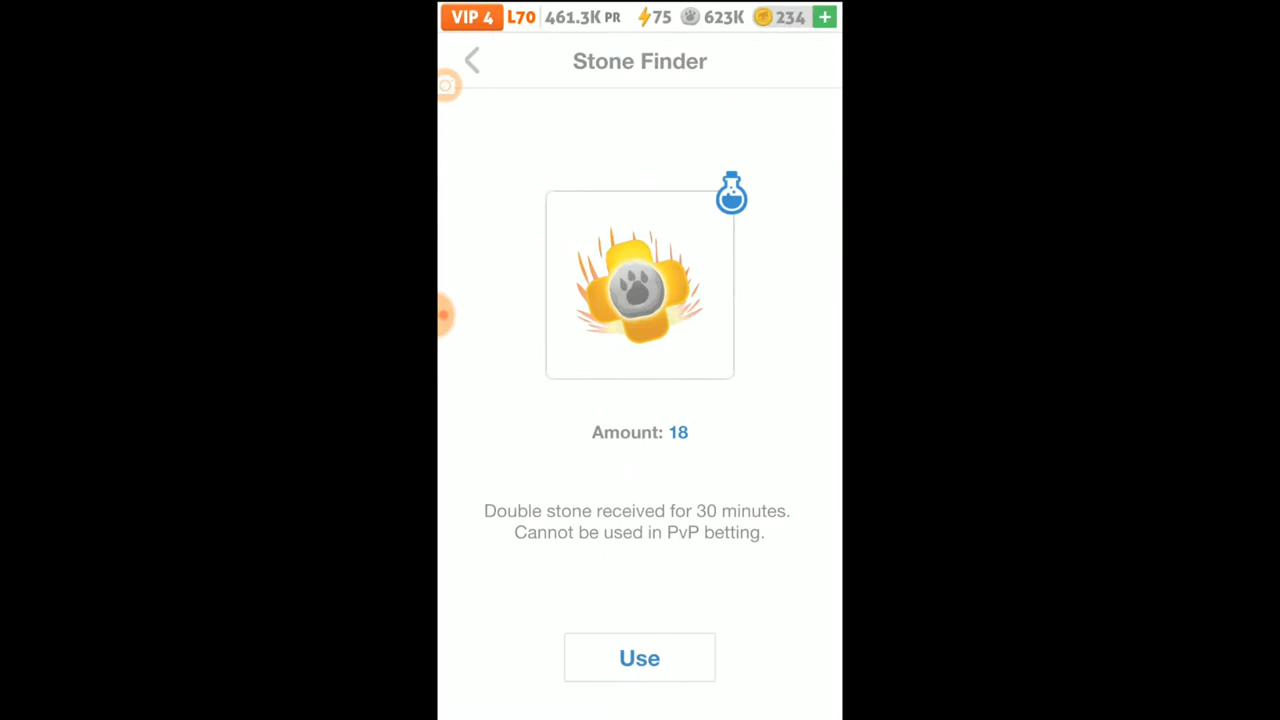 VIP 4 L70 461.3K PR 75 623K 234 +
Stone Finder
Amount: 18
Double stone received for 30 minutes.
Cannot be used in PvP betting.
Use